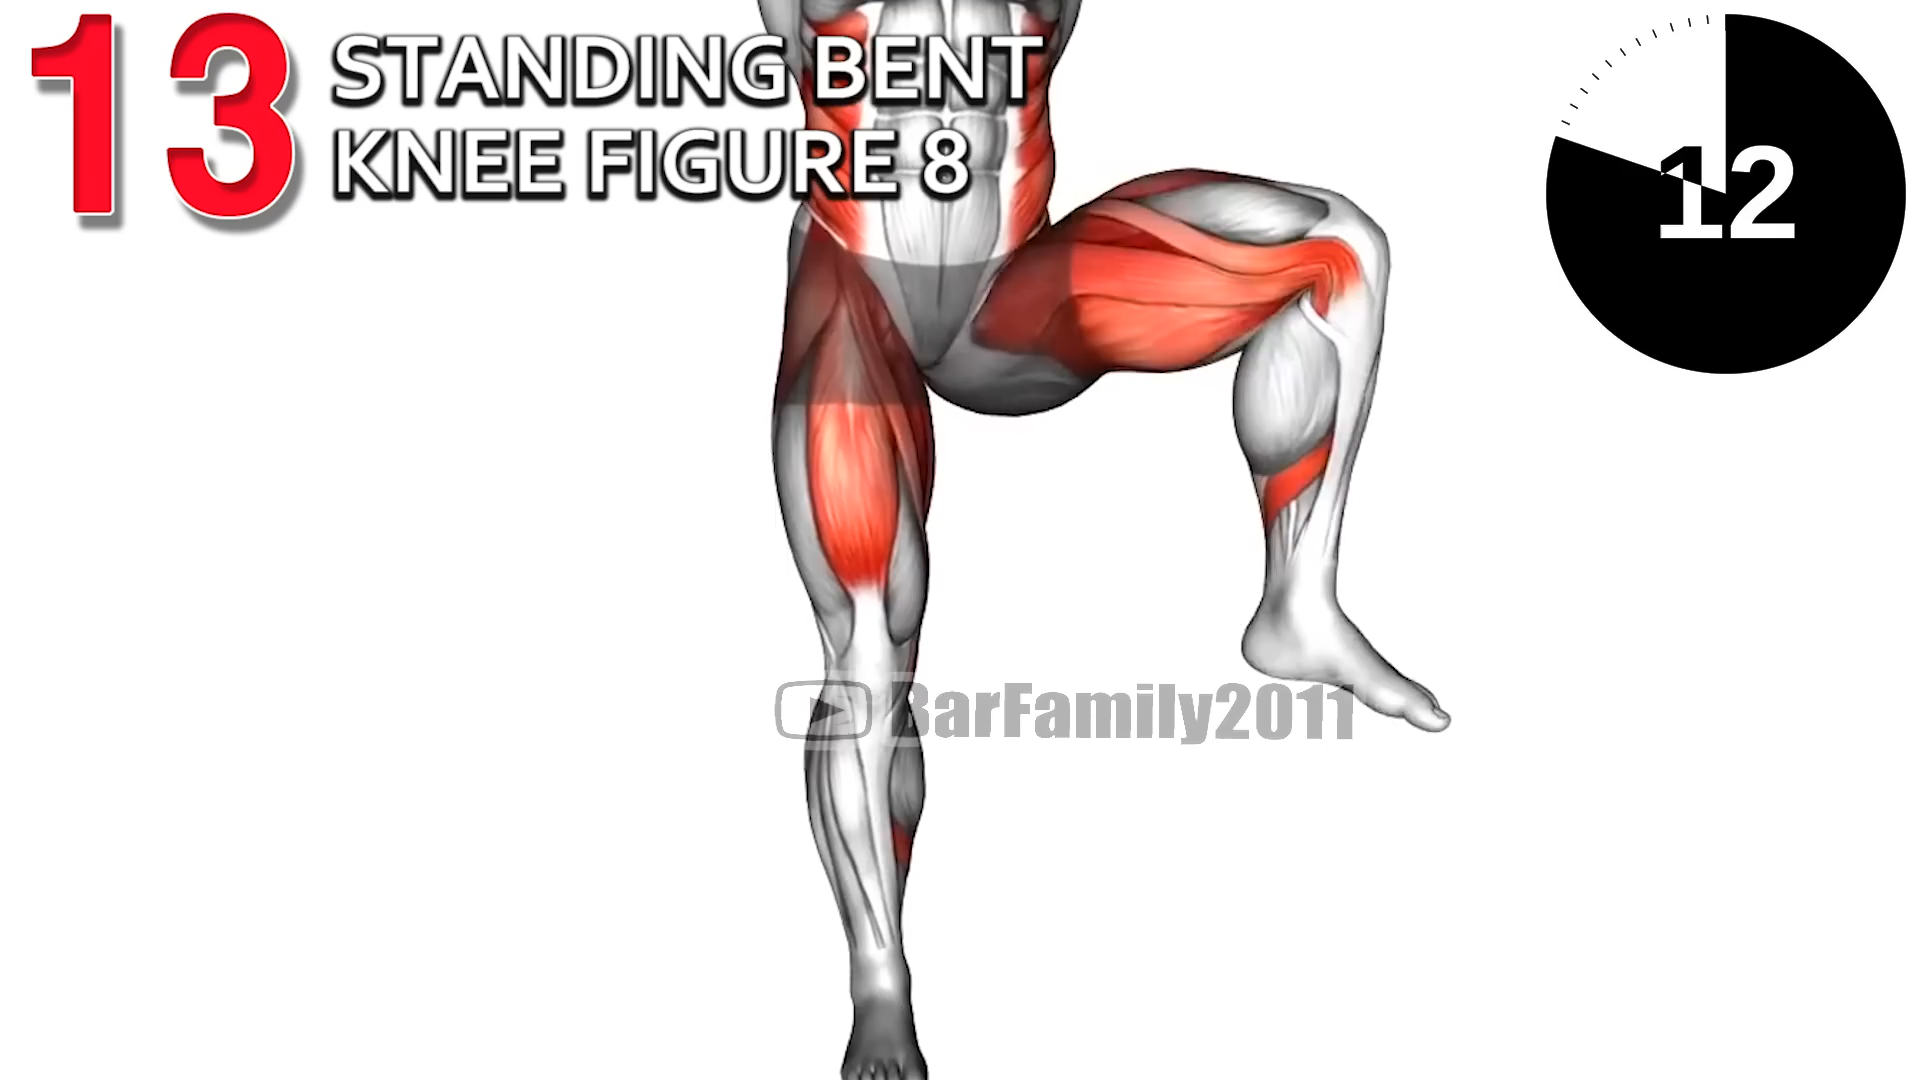 13
STANDING BENT
KNEE FIGURE 8
12
BarFamily2011